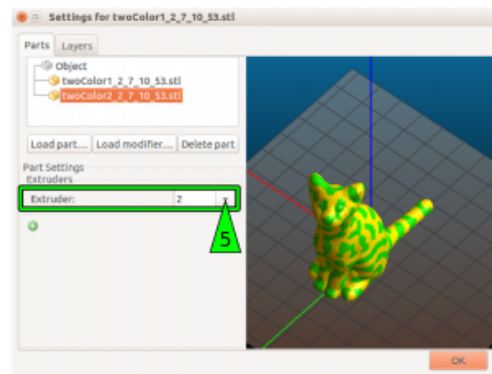 Settings for twoColor1_2_7_10_53.stl
Parts Layers
Object
twoColor1_2_7_10_53.stl
twoColor2_2_7_10_53.stl
Load part... Load modifier... Delete part
Part Settings
Extruders
Extruder: 2
5
OK